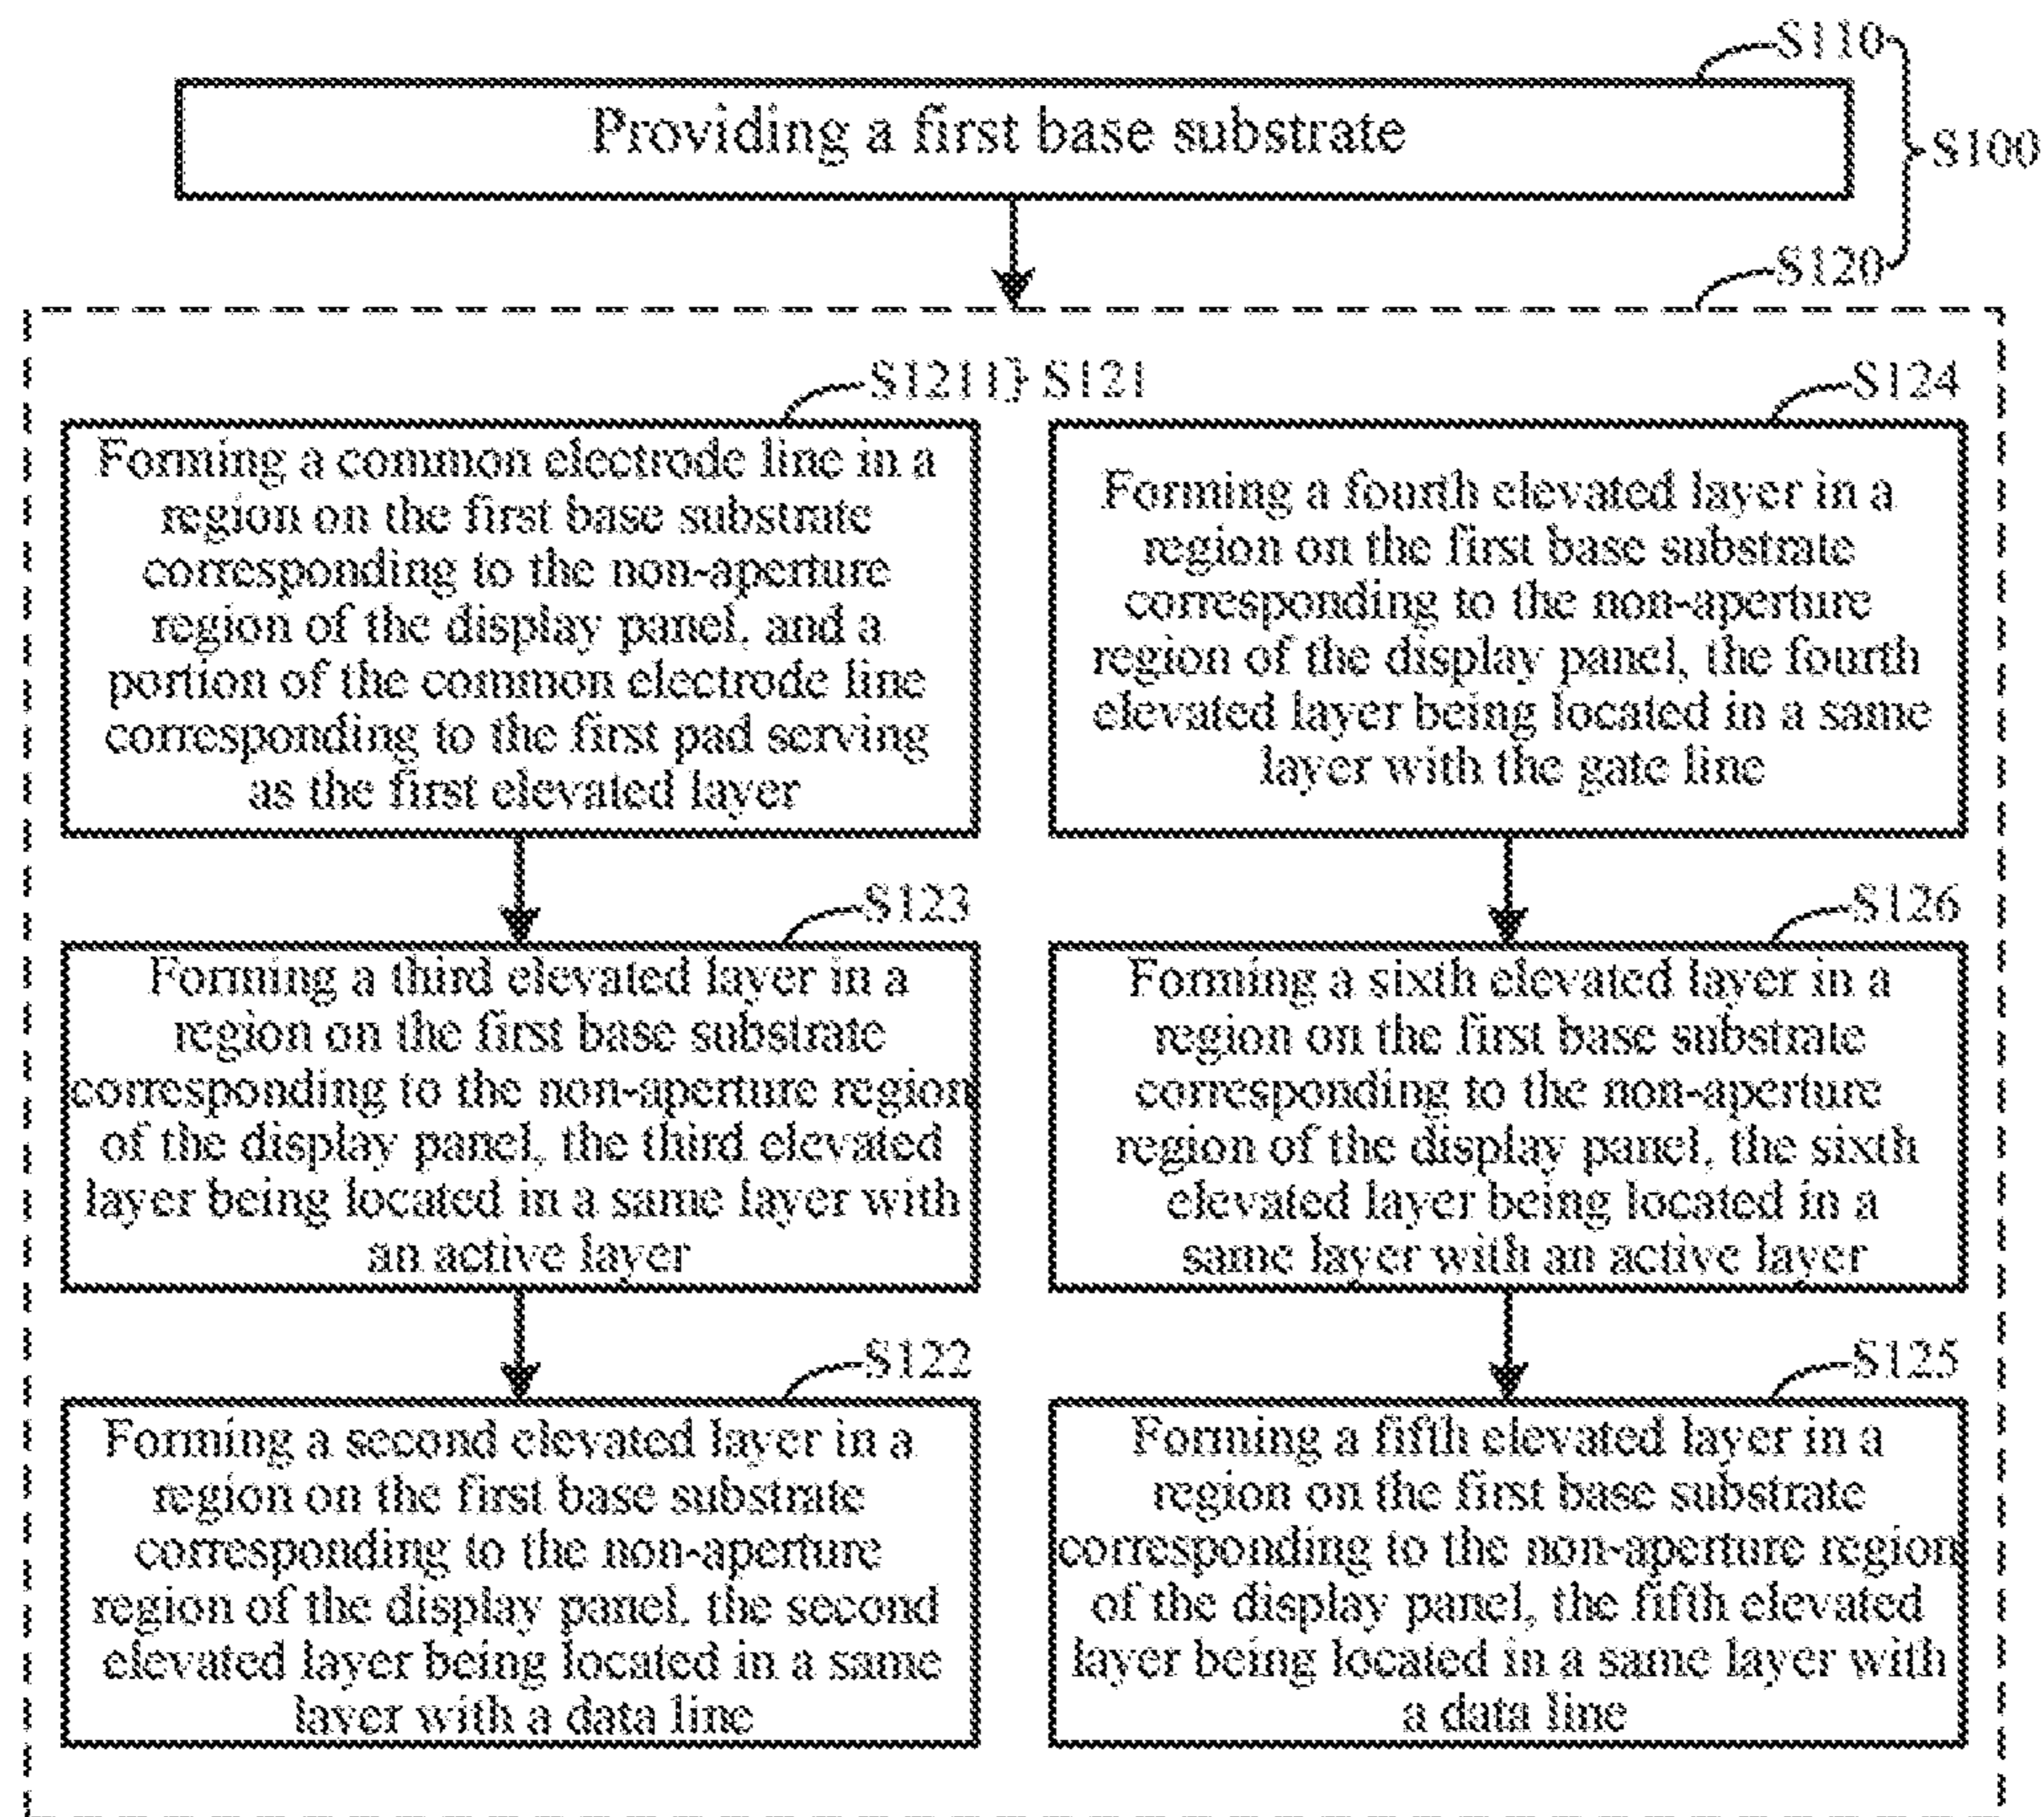 S110
Providing a first base substrate
S100
S120
S1211} S121
Forming a common electrode line in a
region on the first base substrate
corresponding to the non-aperture
region of the display panel, and a
portion of the common electrode line
corresponding to the first pad serving
as the first elevated layer
S124
Forming a fourth elevated layer in a
region on the first base substrate
corresponding to the non-aperture
region of the display panel, the fourth
elevated layer being located in a same
layer with the gate line
S123
Forming a third elevated layer in a
region on the first base substrate
corresponding to the non-aperture region
of the display panel, the third elevated
layer being located in a same layer with
an active layer
S126
Forming a sixth elevated layer in a
region on the first base substrate
corresponding to the non-aperture
region of the display panel, the sixth
elevated layer being located in a
same layer with an active layer
S122
Forming a second elevated layer in a
region on the first base substrate
corresponding to the non-aperture
region of the display panel, the second
elevated layer being located in a same
layer with a data line
S125
Forming a fifth elevated layer in a
region on the first base substrate
corresponding to the non-aperture region
of the display panel, the fifth elevated
layer being located in a same layer with
a data line